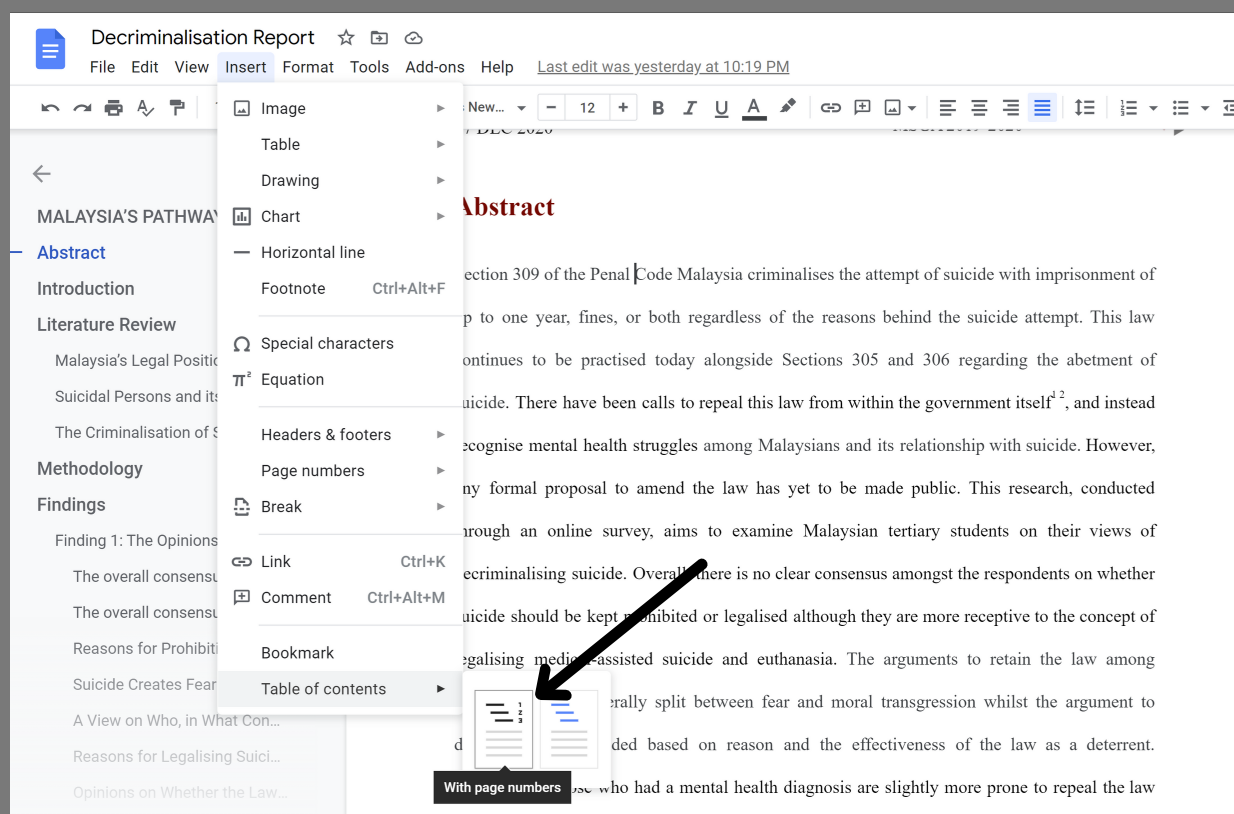 Decriminalisation Report
File Edit View Insert Format Tools Add-ons Help Last edit was yesterday at 10:19 PM
New... 12 B I U A
DEC 2020
MALAYSIA'S PATHWAY
Abstract
Introduction
Literature Review
Malaysia's Legal
Suicidal Persons and its
The Criminalisation of
Methodology
Findings
Finding 1: The Opinions
The overall
The overall
Reasons for
Suicide Creates Fear
A View on Who, in What Con...
Reasons for Legalising Suici...
Opinions on Whether the Law...
Image
Table
Drawing
Chart
Horizontal line
Footnote Ctrl+Alt+F
Special characters
π² Equation
Headers & footers
Page numbers
Break
Link Ctrl+K
Comment Ctrl+Alt+M
Bookmark
Table of contents
1
2
3
With page numbers
Abstract
ection 309 of the Penal Code Malaysia criminalises the attempt of suicide with imprisonment of
p to one year, fines, or both regardless of the reasons behind the suicide attempt. This law
ontinues to be practised today alongside Sections 305 and 306 regarding the abetment of
uicide. There have been calls to repeal this law from within the government itself1 2, and instead
ecognise mental health struggles among Malaysians and its relationship with suicide. However,
ny formal proposal to amend the law has yet to be made public. This research, conducted
hrough an online survey, aims to examine Malaysian tertiary students on their views of
ecriminalising suicide. Overall there is no clear consensus amongst the respondents on whether
uicide should be kept prohibited or legalised although they are more receptive to the concept of
egalising medical-assisted suicide and euthanasia. The arguments to retain the law among
erally split between fear and moral transgression whilst the argument to
d ded based on reason and the effectiveness of the law as a deterrent.
who had a mental health diagnosis are slightly more prone to repeal the law